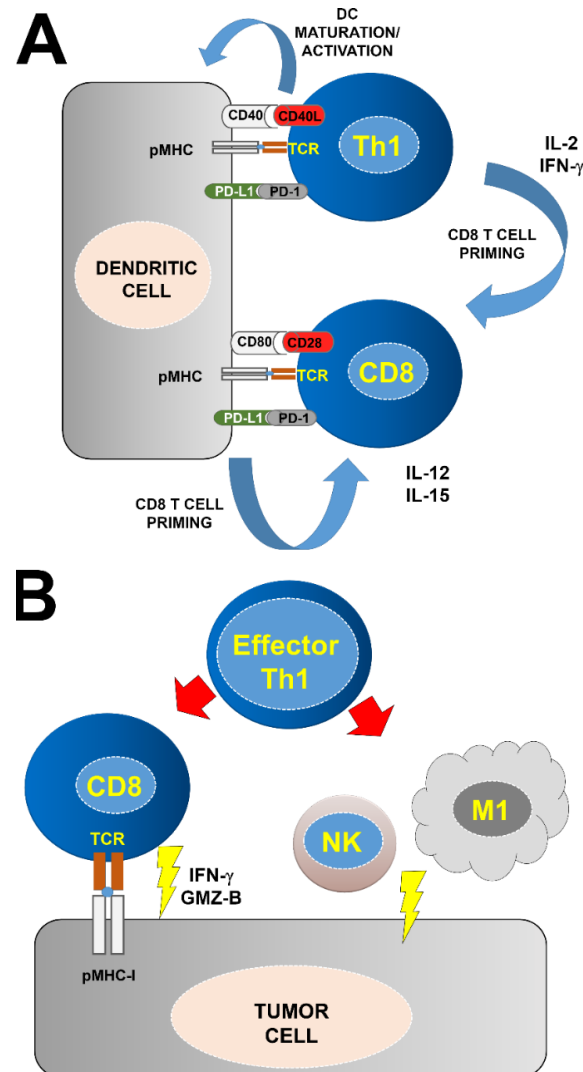 A
DC
MATURATION/
ACTIVATION
CD40 CD40L
pMHC
TCR
Th1
PD-L1 PD-1
IL-2
IFN-γ
CD8 T CELL
PRIMING
DENDRITIC
CELL
CD80 CD28
pMHC
TCR
CD8
PD-L1 PD-1
IL-12
IL-15
CD8 T CELL
PRIMING
B
Effector
Th1
CD8
TCR
IFN-γ
GMZ-B
NK
M1
pMHC-I
TUMOR
CELL